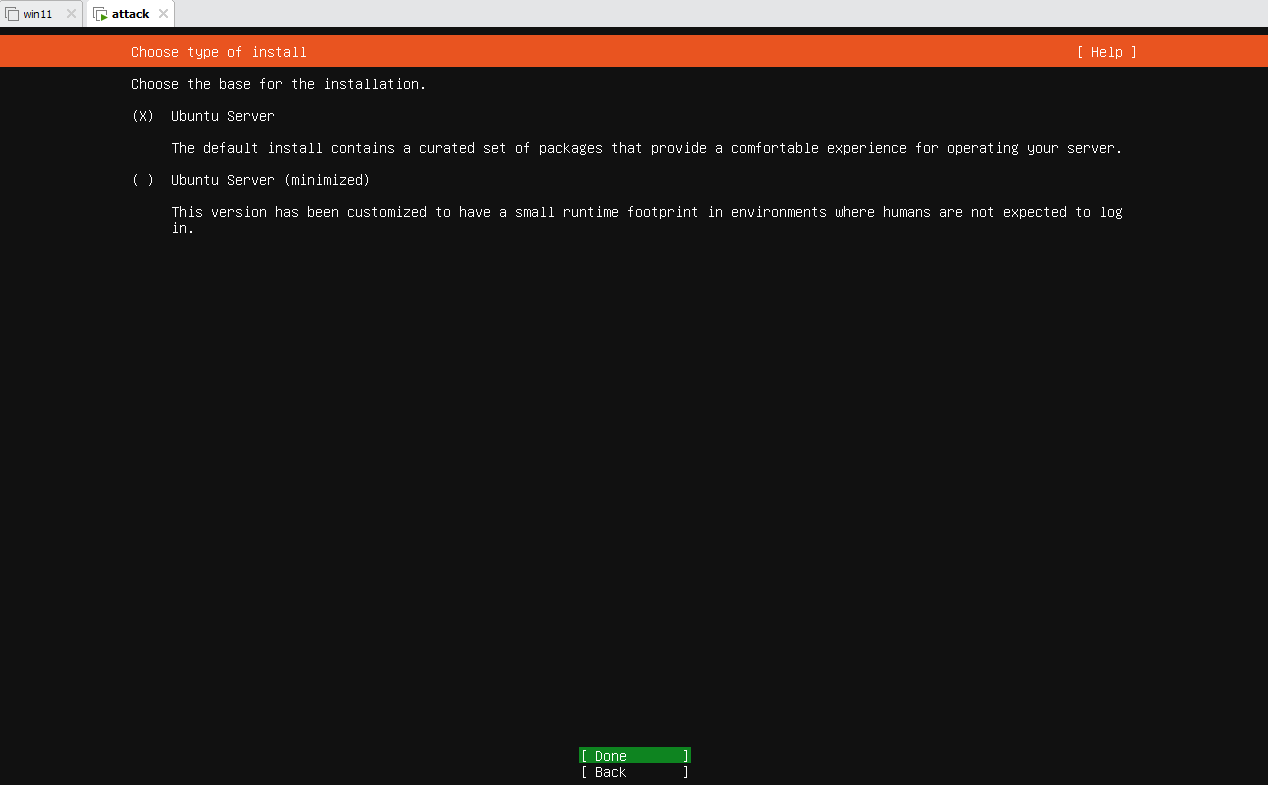 win11
attack
Choose type of install [ Help ]
Choose the base for the installation.
(X) Ubuntu Server
The default install contains a curated set of packages that provide a comfortable experience for operating your server.
( ) Ubuntu Server (minimized)
This version has been customized to have a small runtime footprint in environments where humans are not expected to log
in.
[ Done ]
[ Back ]